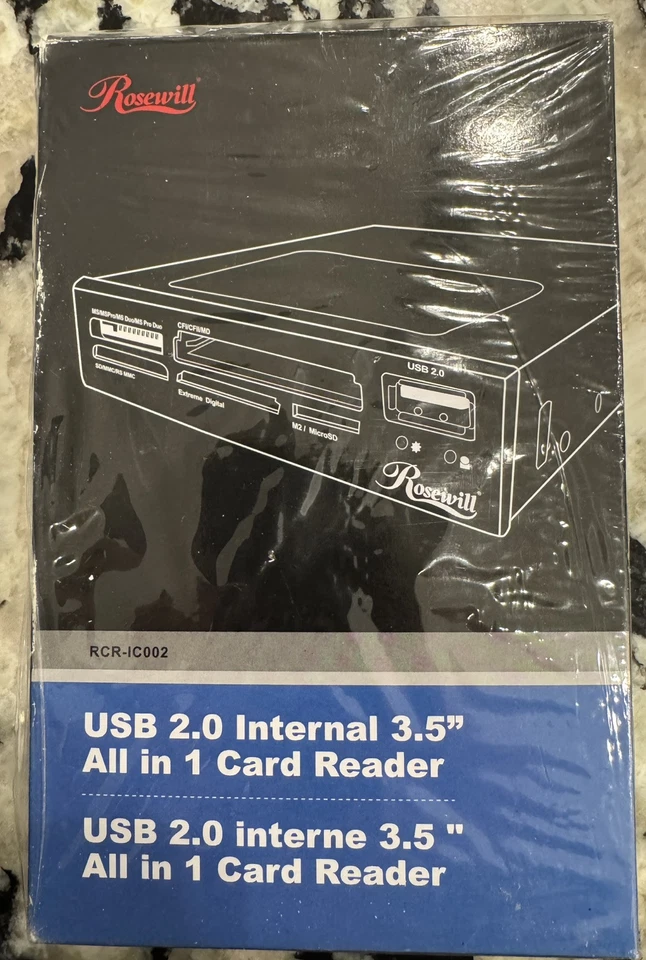 Rosewill®
MS/MSPro/MS Duo/MS Pro Duo
CFI/CFII/MD
USB 2.0
SD/MMC/RS MMC
Extreme Digital
M2 / MicroSD
Rosewill®
RCR-IC002
USB 2.0 Internal 3.5”
All in 1 Card Reader
USB 2.0 interne 3.5 "
All in 1 Card Reader